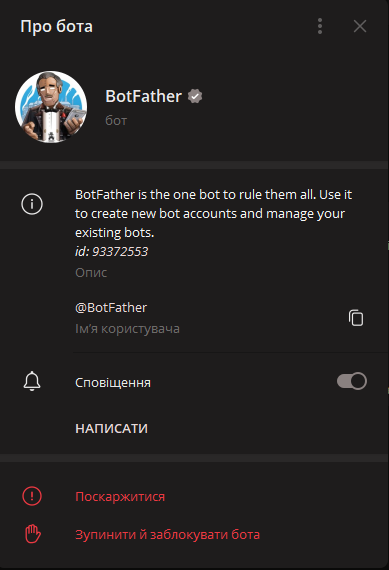 Про бота
BotFather
бот
BotFather is the one bot to rule them all. Use it
to create new bot accounts and manage your
existing bots.
id: 93372553
Опис
@BotFather
Ім’я користувача
Сповіщення
НАПИСАТИ
Поскаржитися
Зупинити й заблокувати бота